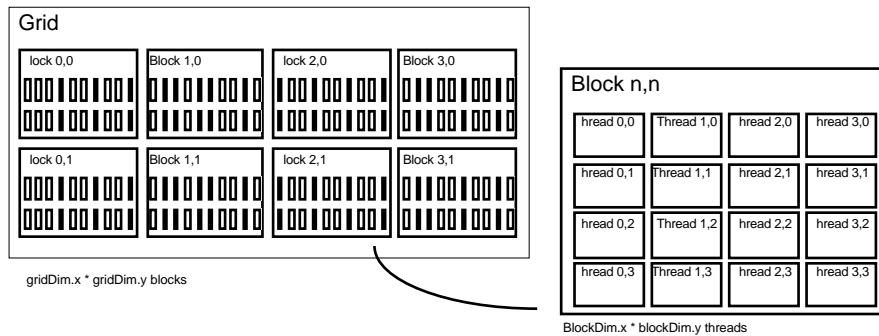 Grid
lock 0,0 Block 1,0 lock 2,0 Block 3,0
lock 0,1 Block 1,1 lock 2,1 Block 3,1
gridDim.x * gridDim.y blocks
Block n,n
hread 0,0 Thread 1,0 hread 2,0 hread 3,0
hread 0,1 Thread 1,1 hread 2,1 hread 3,1
hread 0,2 Thread 1,2 hread 2,2 hread 3,2
hread 0,3 Thread 1,3 hread 2,3 hread 3,3
BlockDim.x * blockDim.y threads